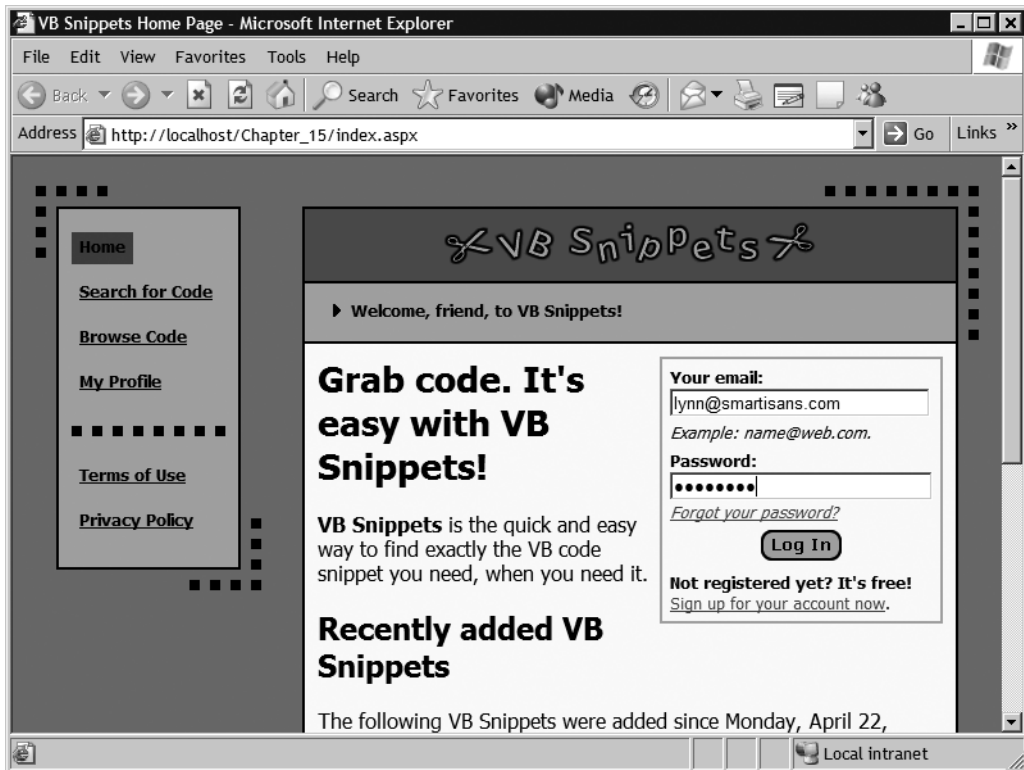 VB Snippets Home Page - Microsoft Internet Explorer
File Edit View Favorites Tools Help
Back Search Favorites Media
Address http://localhost/Chapter_15/index.aspx Go Links »
Home
Search for Code
Browse Code
My Profile
Terms of Use
Privacy Policy
VB Snippets
Welcome, friend, to VB Snippets!
Grab code. It's
easy with VB
Snippets!
VB Snippets is the quick and easy
way to find exactly the VB code
snippet you need, when you need it.
Recently added VB
Snippets
The following VB Snippets were added since Monday, April 22,
Your email:
lynn@smartisans.com
Example: name@web.com.
Password:
••••••••
Forgot your password?
Log In
Not registered yet? It's free!
Sign up for your account now.
Local intranet